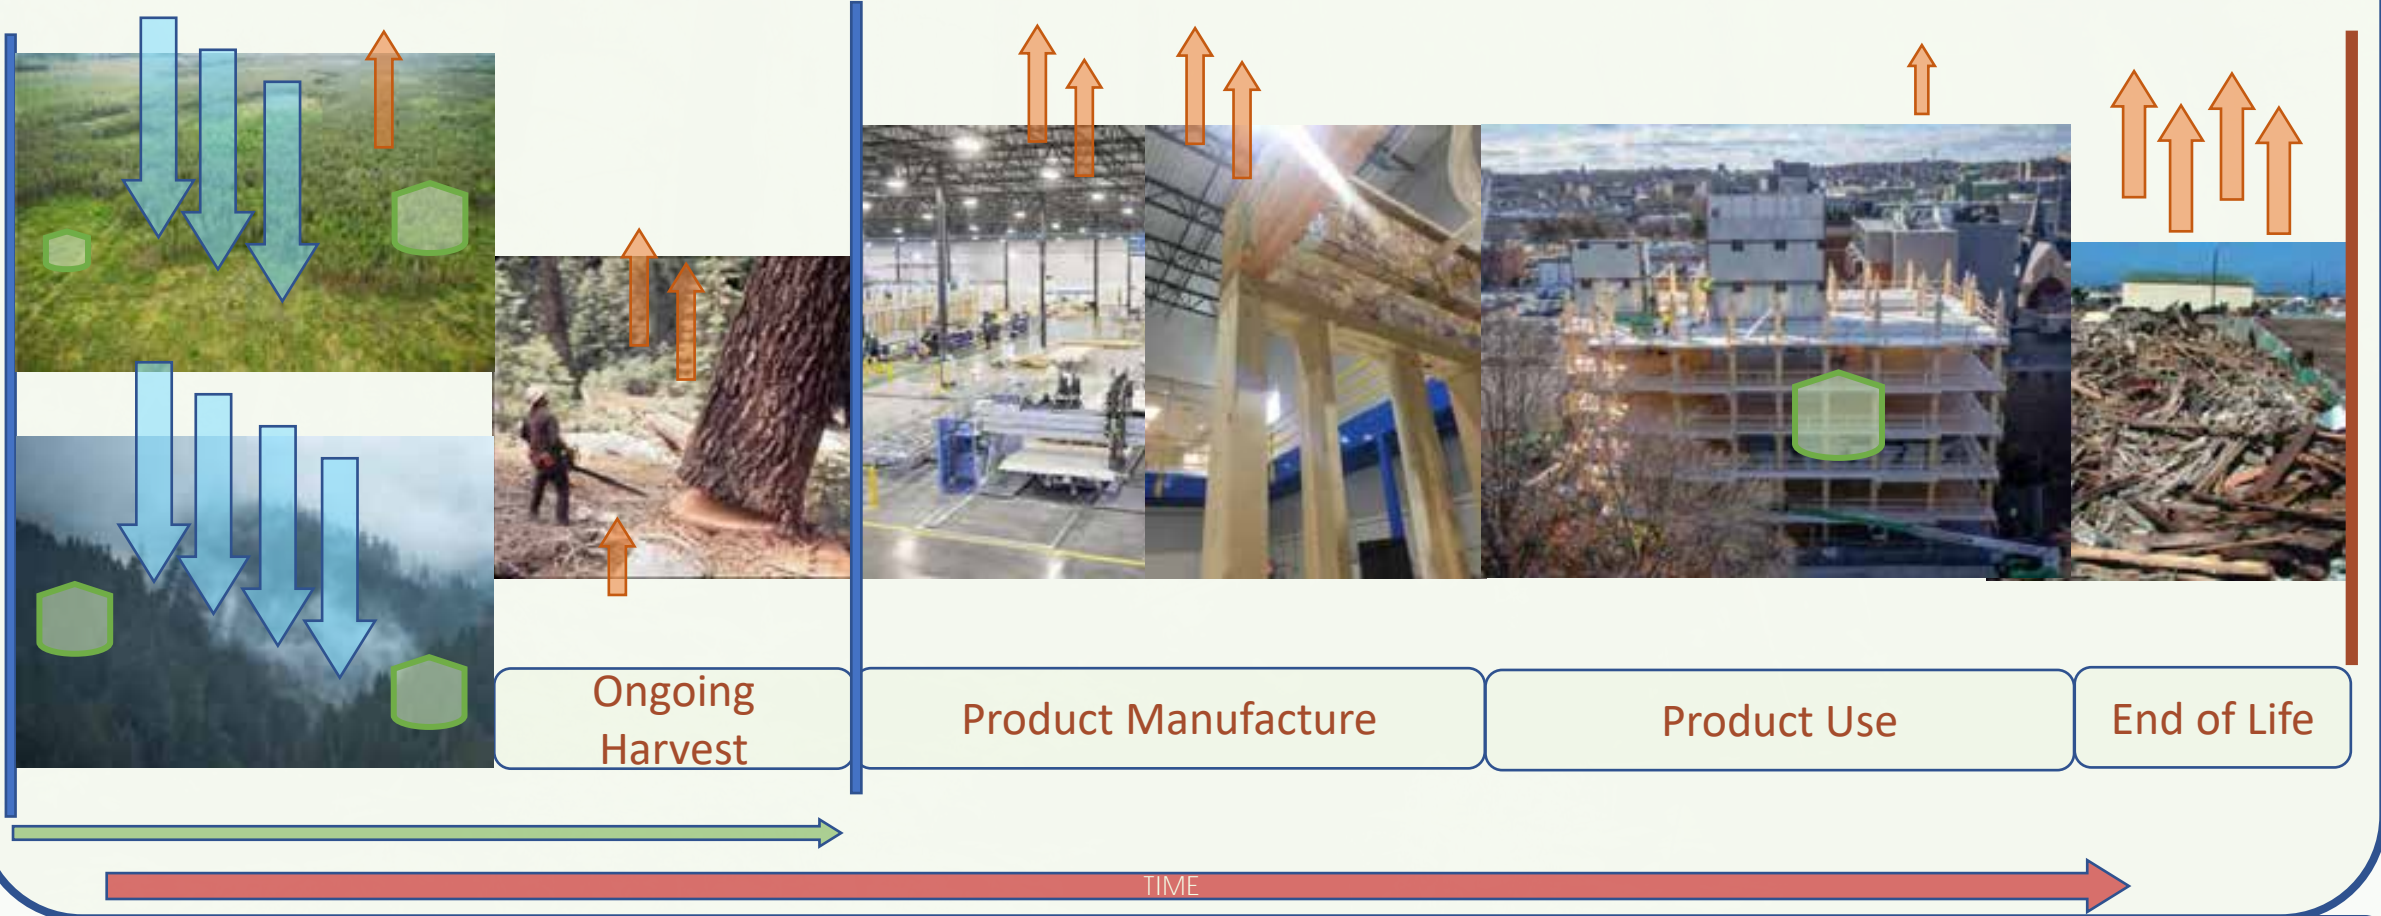 Ongoing
Harvest
Product Manufacture
Product Use
End of Life
TIME